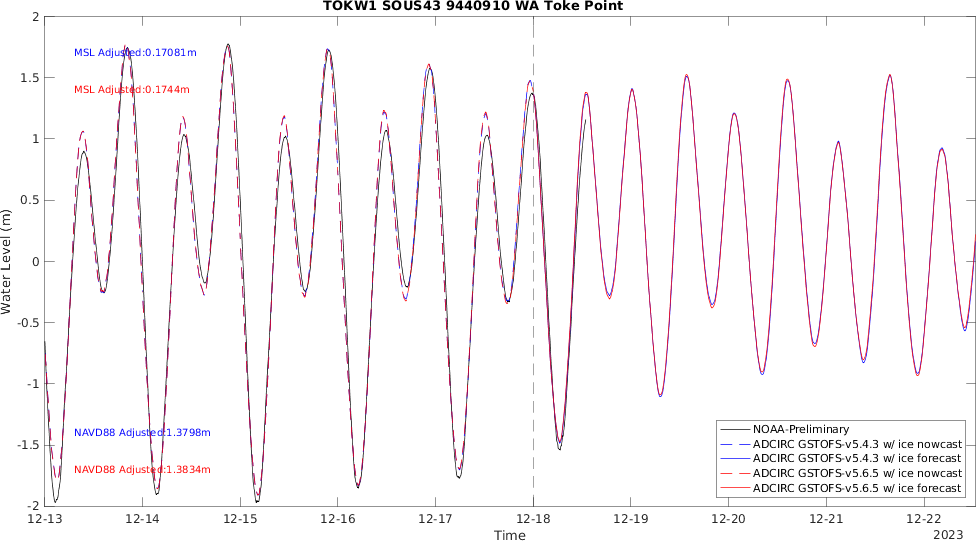 TOKW1 SOUS43 9440910 WA Toke Point
2
1.5
1
0.5
0
-0.5
-1
-1.5
-2
Water Level (m)
MSL Adjusted:0.17081m
MSL Adjusted:0.1744m
NAVD88 Adjusted:1.3798m
NAVD88 Adjusted:1.3834m
NOAA-Preliminary
ADCIRC GSTOFS-v5.4.3 w/ ice nowcast
ADCIRC GSTOFS-v5.4.3 w/ ice forecast
ADCIRC GSTOFS-v5.6.5 w/ ice nowcast
ADCIRC GSTOFS-v5.6.5 w/ ice forecast
12-13 12-14 12-15 12-16 12-17 12-18 12-19 12-20 12-21 12-22
Time
2023